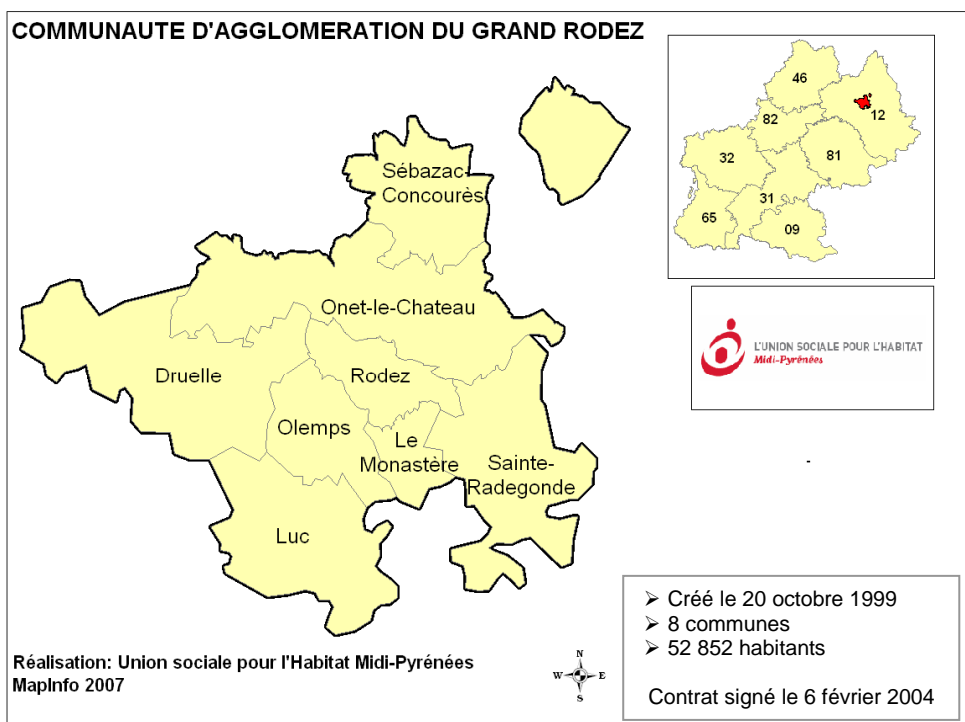 COMMUNAUTE D'AGGLOMERATION DU GRAND RODEZ
46
12
82
32
81
31
65
09
Sébazac-
Concourès
Onet-le-Chateau
L'UNION SOCIALE POUR L'HABITAT
Midi-Pyrénées
Druelle
Rodez
Olemps
Le
Monastère
Sainte-
Radegonde
Luc
➢ Créé le 20 octobre 1999
➢ 8 communes
➢ 52 852 habitants
Contrat signé le 6 février 2004
Réalisation: Union sociale pour l'Habitat Midi-Pyrénées
MapInfo 2007
N
W E
S